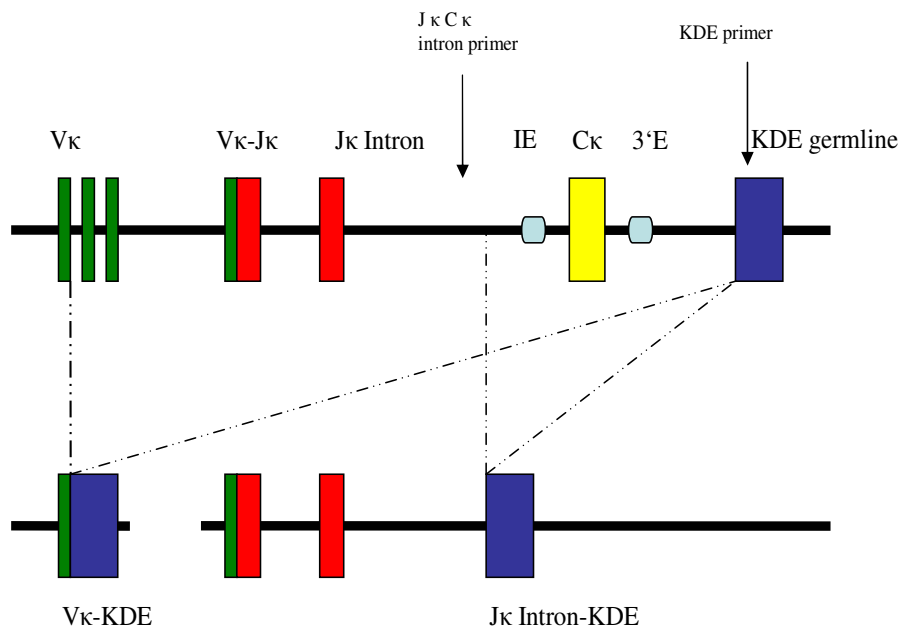 J κ C κ
intron primer
KDE primer
Vκ
Vκ-Jκ
Jκ Intron
IE
Cκ
3‘E
KDE germline
Vκ-KDE
Jκ Intron-KDE